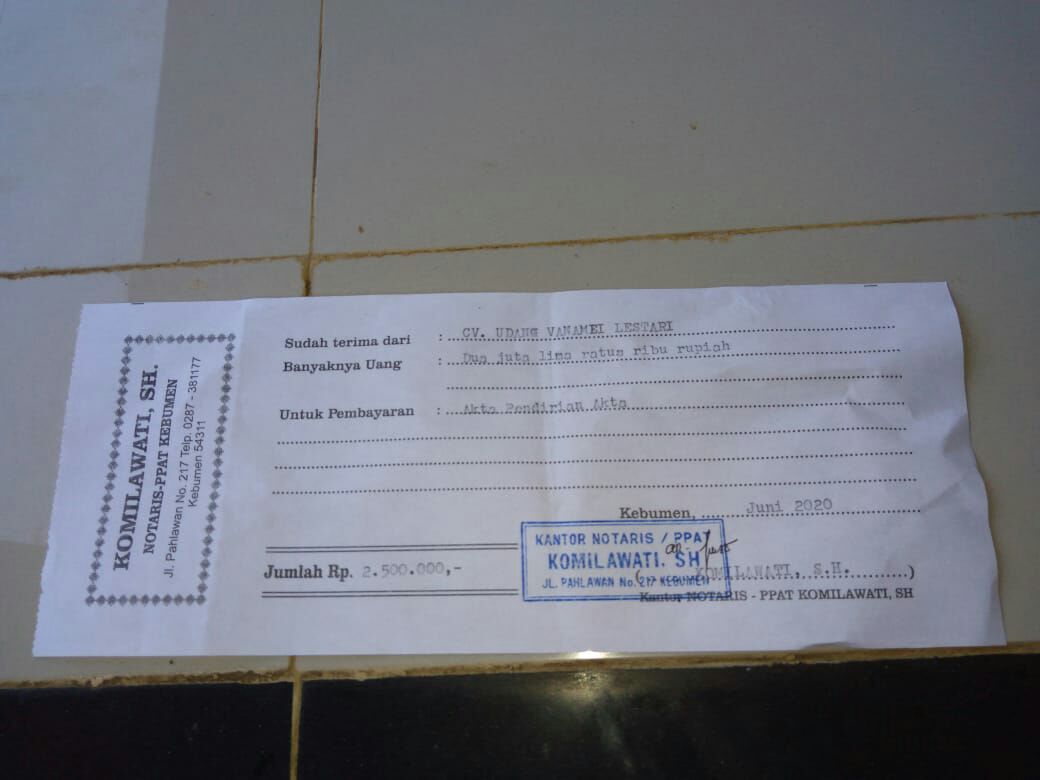 KOMILAWATI, SH.
NOTARIS-PPAT KEBUMEN
Jl. Pahlawan No. 217 Telp. 0287 - 381177
Kebumen 54311
Sudah terima dari : CV. UDANG VANAMEI LESTARI
Banyaknya Uang : Dua juta lima ratus ribu rupiah
Untuk Pembayaran : Akta Pendirian Akta
Kebumen, Juni 2020
KANTOR NOTARIS / PPAT
KOMILAWATI. SH
JL. PAHLAWAN No. 217 KEBUMEN
Jumlah Rp. 2.500.000,-
( KOMILAWATI, S.H. )
Kantor NOTARIS - PPAT KOMILAWATI, SH